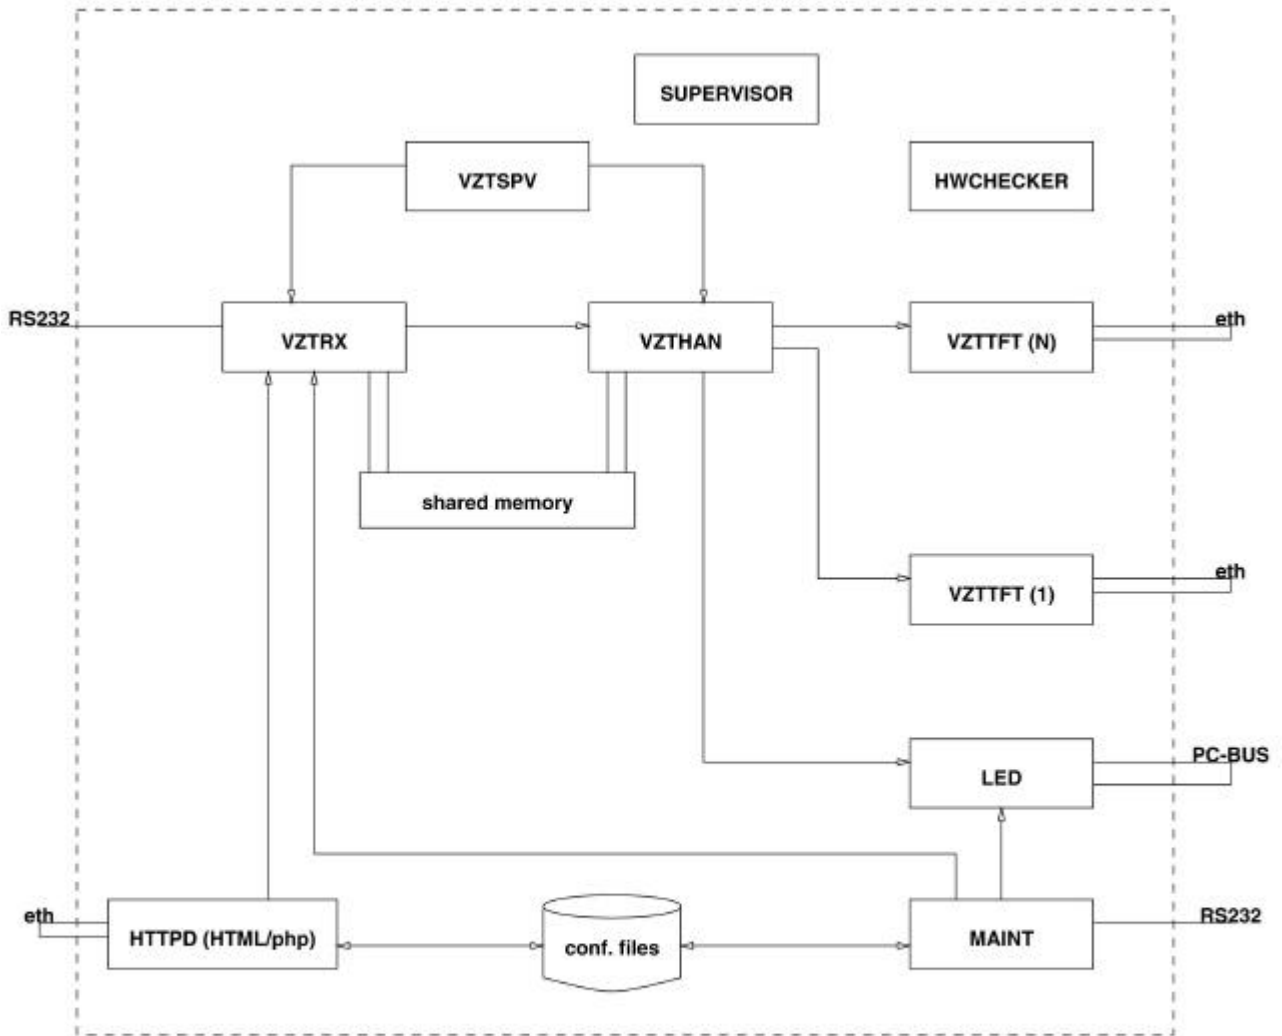 SUPERVISOR
VZTSPV
HWCHECKER
RS232
VZTRX
VZTHAN
VZTTFT (N)
eth
shared memory
VZTTFT (1)
eth
LED
PC-BUS
eth
HTTPD (HTML/php)
conf. files
MAINT
RS232